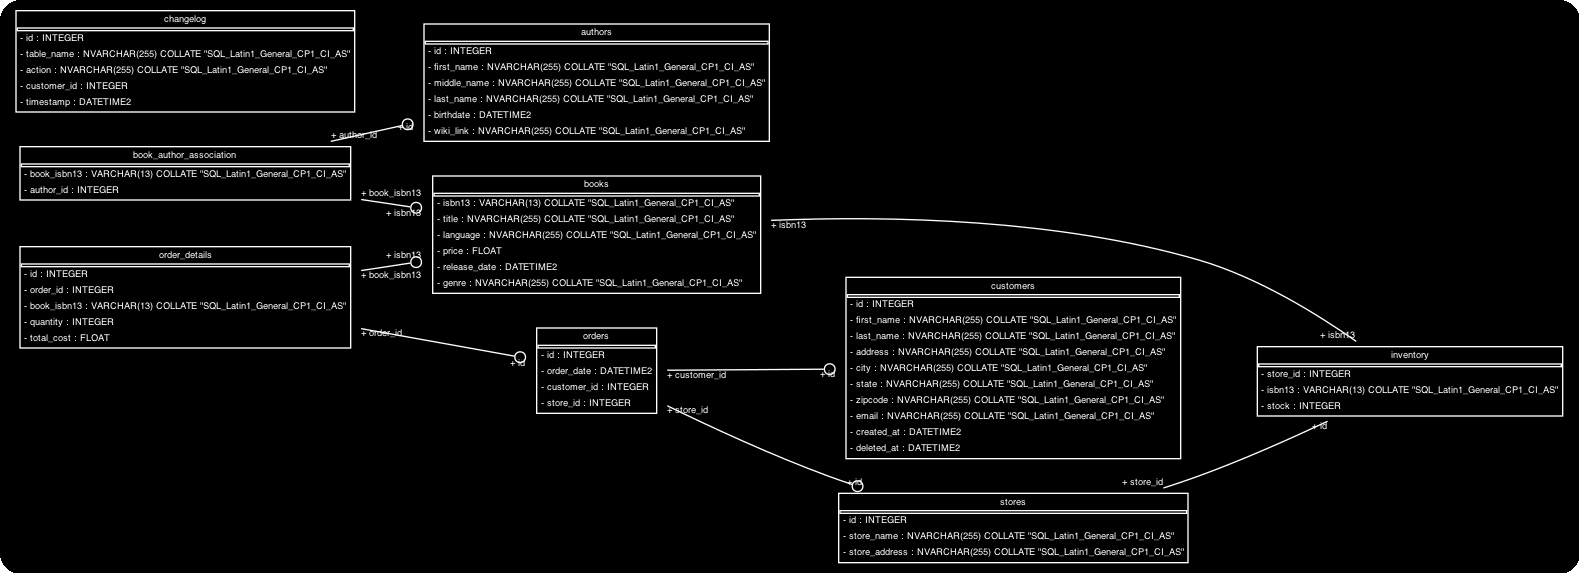 changelog
- id : INTEGER
- table_name : NVARCHAR(255) COLLATE "SQL_Latin1_General_CP1_CI_AS"
- action : NVARCHAR(255) COLLATE "SQL_Latin1_General_CP1_CI_AS"
- customer_id : INTEGER
- timestamp : DATETIME2
authors
- id : INTEGER
- first_name : NVARCHAR(255) COLLATE "SQL_Latin1_General_CP1_CI_AS"
- middle_name : NVARCHAR(255) COLLATE "SQL_Latin1_General_CP1_CI_AS"
- last_name : NVARCHAR(255) COLLATE "SQL_Latin1_General_CP1_CI_AS"
- birthdate : DATETIME2
- wiki_link : NVARCHAR(255) COLLATE "SQL_Latin1_General_CP1_CI_AS"
+ author_id
+ id
book_author_association
- book_isbn13 : VARCHAR(13) COLLATE "SQL_Latin1_General_CP1_CI_AS"
- author_id : INTEGER
+ book_isbn13
+ isbn13
books
- isbn13 : VARCHAR(13) COLLATE "SQL_Latin1_General_CP1_CI_AS"
- title : NVARCHAR(255) COLLATE "SQL_Latin1_General_CP1_CI_AS"
- language : NVARCHAR(255) COLLATE "SQL_Latin1_General_CP1_CI_AS"
- price : FLOAT
- release_date : DATETIME2
- genre : NVARCHAR(255) COLLATE "SQL_Latin1_General_CP1_CI_AS"
+ isbn13
order_details
- id : INTEGER
- order_id : INTEGER
- book_isbn13 : VARCHAR(13) COLLATE "SQL_Latin1_General_CP1_CI_AS"
- quantity : INTEGER
- total_cost : FLOAT
+ isbn13
+ book_isbn13
+ order_id
+ id
orders
- id : INTEGER
- order_date : DATETIME2
- customer_id : INTEGER
- store_id : INTEGER
+ customer_id
+ id
+ store_id
+ id
customers
- id : INTEGER
- first_name : NVARCHAR(255) COLLATE "SQL_Latin1_General_CP1_CI_AS"
- last_name : NVARCHAR(255) COLLATE "SQL_Latin1_General_CP1_CI_AS"
- address : NVARCHAR(255) COLLATE "SQL_Latin1_General_CP1_CI_AS"
- city : NVARCHAR(255) COLLATE "SQL_Latin1_General_CP1_CI_AS"
- state : NVARCHAR(255) COLLATE "SQL_Latin1_General_CP1_CI_AS"
- zipcode : NVARCHAR(255) COLLATE "SQL_Latin1_General_CP1_CI_AS"
- email : NVARCHAR(255) COLLATE "SQL_Latin1_General_CP1_CI_AS"
- created_at : DATETIME2
- deleted_at : DATETIME2
+ isbn13
inventory
- store_id : INTEGER
- isbn13 : VARCHAR(13) COLLATE "SQL_Latin1_General_CP1_CI_AS"
- stock : INTEGER
+ id
+ store_id
stores
- id : INTEGER
- store_name : NVARCHAR(255) COLLATE "SQL_Latin1_General_CP1_CI_AS"
- store_address : NVARCHAR(255) COLLATE "SQL_Latin1_General_CP1_CI_AS"